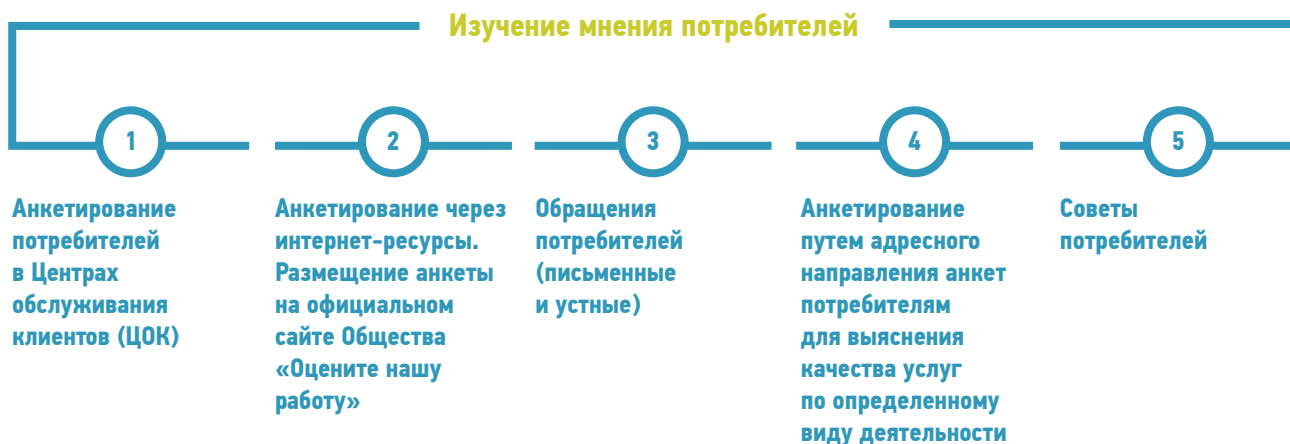 Изучение мнения потребителей
1
Анкетирование
потребителей
в Центрах
обслуживания
клиентов (ЦОК)
2
Анкетирование через
интернет-ресурсы.
Размещение анкеты
на официальном
сайте Общества
«Оцените нашу
работу»
3
Обращения
потребителей
(письменные
и устные)
4
Анкетирование
путем адресного
направления анкет
потребителям
для выяснения
качества услуг
по определенному
виду деятельности
5
Советы
потребителей